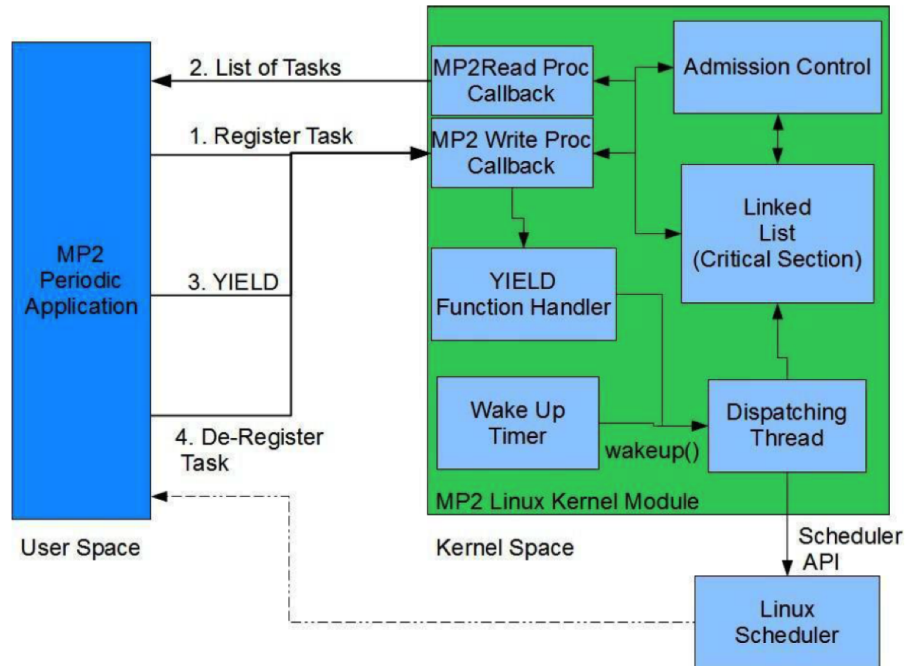 2. List of Tasks
1. Register Task
MP2
Periodic
Application
3. YIELD
4. De-Register
Task
User Space
MP2Read Proc
Callback
MP2 Write Proc
Callback
Admission Control
Linked
List
(Critical Section)
YIELD
Function Handler
Wake Up
Timer
wakeup()
Dispatching
Thread
MP2 Linux Kernel Module
Kernel Space
Scheduler
API
Linux
Scheduler